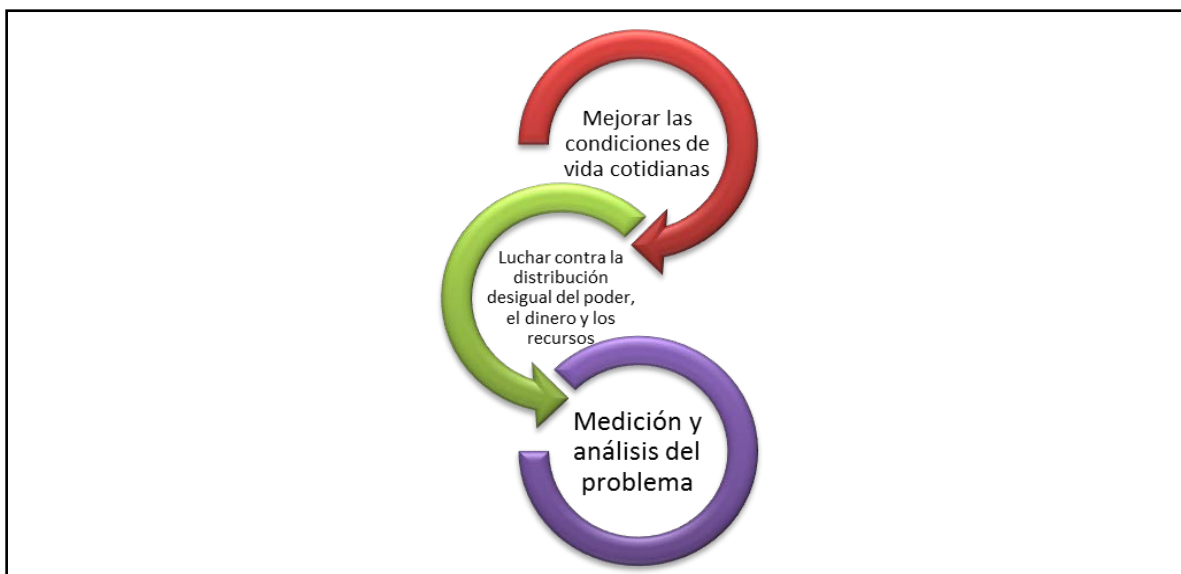 Mejorar las
condiciones de
vida cotidianas
Luchar contra la
distribución
desigual del poder,
el dinero y los
recursos
Medición y
análisis del
problema